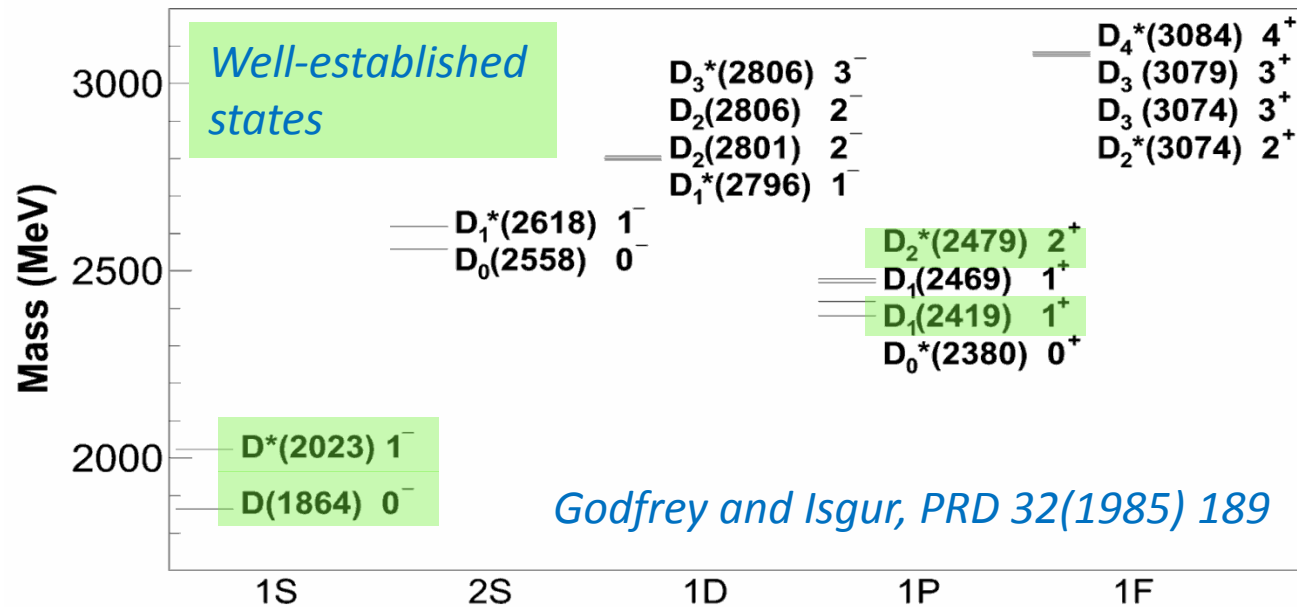 Well-established
states
Mass (MeV)
3000
2500
2000
D*(2023) 1⁻
D(1864) 0⁻
D₁*(2618) 1⁻
D₀(2558) 0⁻
D₃*(2806) 3⁻
D₂(2806) 2⁻
D₂(2801) 2⁻
D₁*(2796) 1⁻
D₂*(2479) 2⁺
D₁(2469) 1⁺
D₁(2419) 1⁺
D₀*(2380) 0⁺
D₄*(3084) 4⁺
D₃ (3079) 3⁺
D₃ (3074) 3⁺
D₂*(3074) 2⁺
Godfrey and Isgur, PRD 32(1985) 189
1S 2S 1D 1P 1F